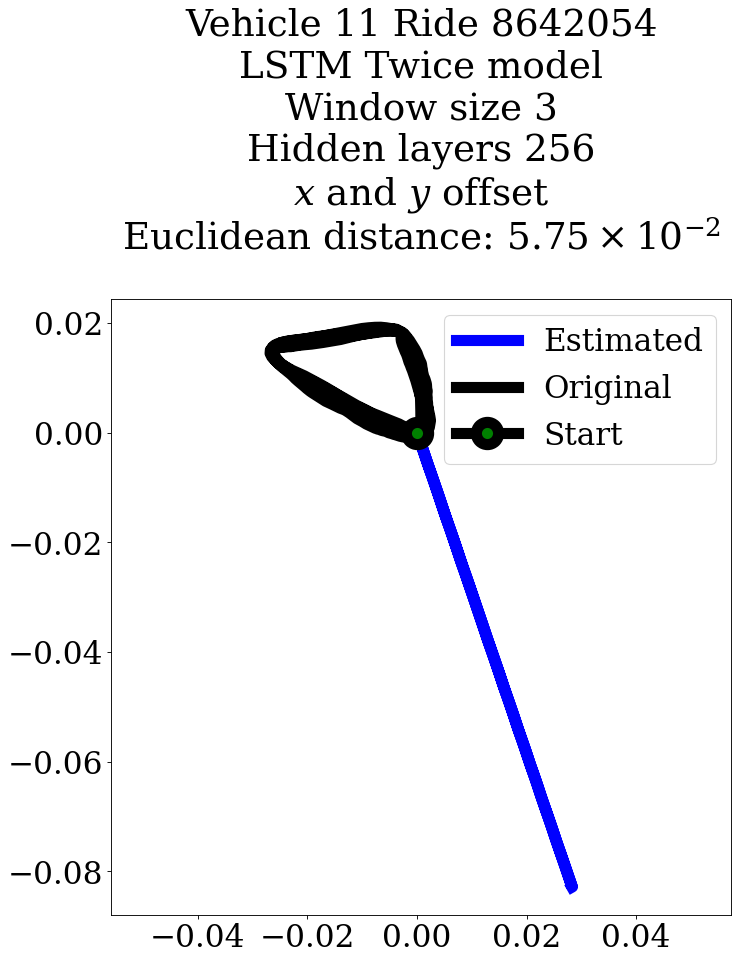 Vehicle 11 Ride 8642054
LSTM Twice model
Window size 3
Hidden layers 256
x and y offset
Euclidean distance: 5.75 × 10⁻²
Estimated
Original
Start
0.02
0.00
−0.02
−0.04
−0.06
−0.08
−0.04 −0.02 0.00 0.02 0.04